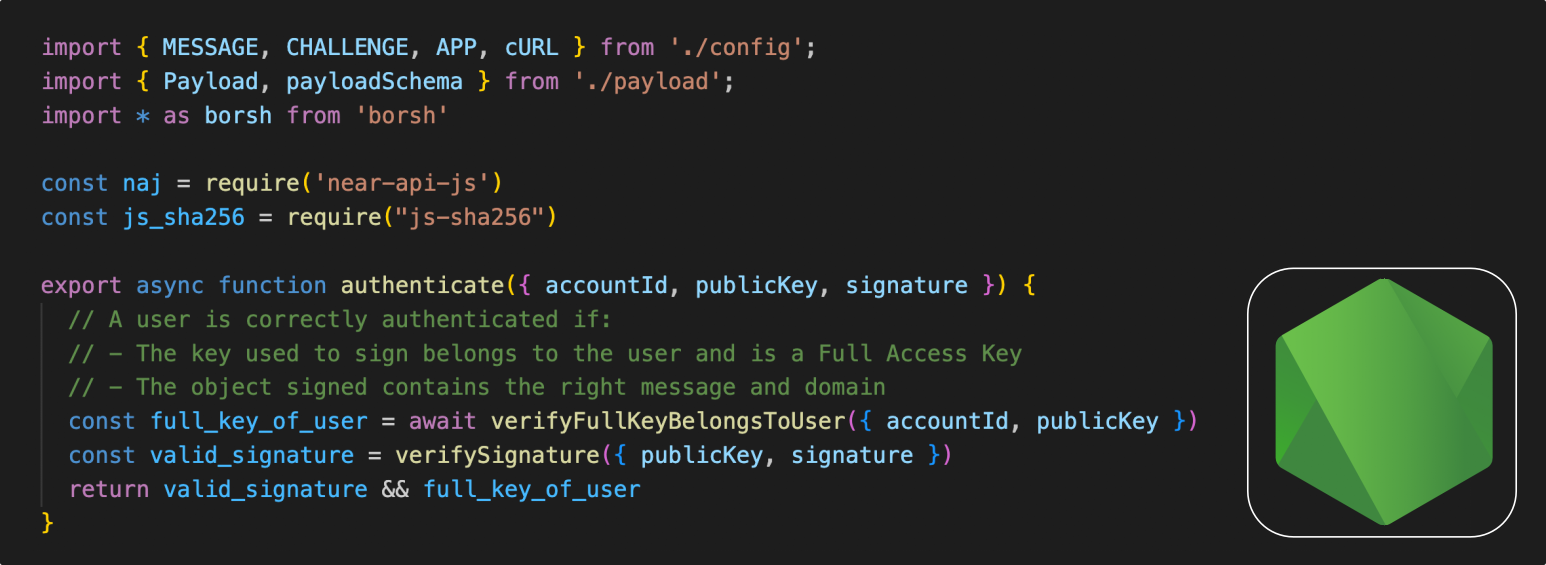 import { MESSAGE, CHALLENGE, APP, cURL } from './config';
import { Payload, payloadSchema } from './payload';
import * as borsh from 'borsh'
const naj = require('near-api-js')
const js_sha256 = require("js-sha256")
export async function authenticate({ accountId, publicKey, signature }) {
  // A user is correctly authenticated if:
  // - The key used to sign belongs to the user and is a Full Access Key
  // - The object signed contains the right message and domain
  const full_key_of_user = await verifyFullKeyBelongsToUser({ accountId, publicKey })
  const valid_signature = verifySignature({ publicKey, signature })
  return valid_signature && full_key_of_user
}